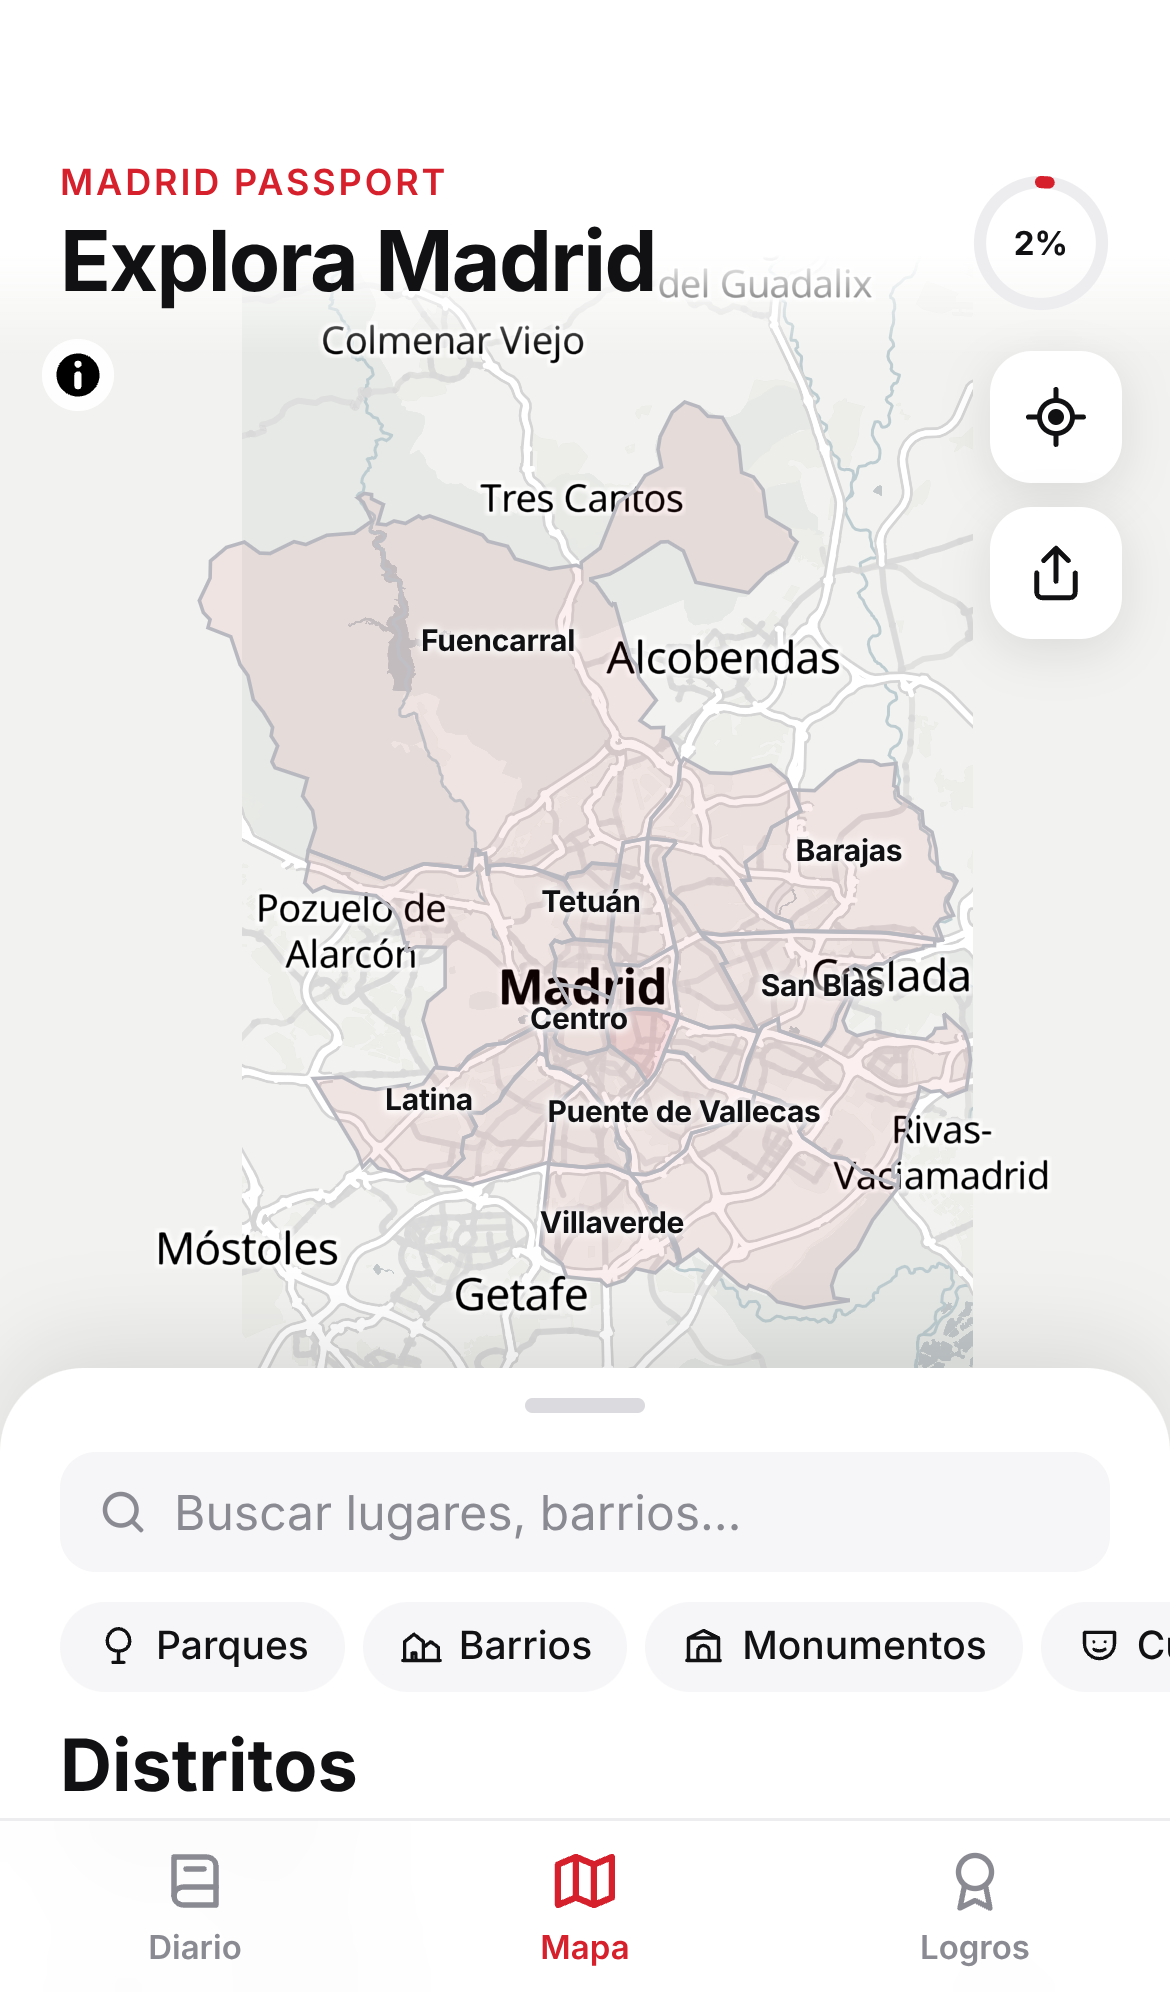 MADRID PASSPORT
Explora Madrid
2%
del Guadalix
Colmenar Viejo
Tres Cantos
Fuencarral
Alcobendas
Barajas
Tetuán
Pozuelo de
Alarcón
Madrid
Coslada
San Blas
Centro
Latina
Puente de Vallecas
Rivas-
Vaciamadrid
Villaverde
Móstoles
Getafe
Buscar lugares, barrios...
Parques
Barrios
Monumentos
Distritos
Diario
Mapa
Logros